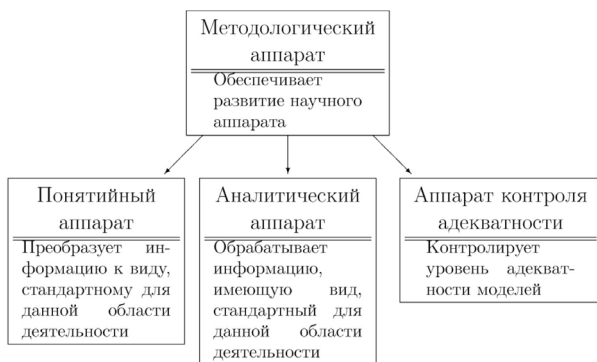 Методологический
аппарат
Обеспечивает
развитие научного
аппарата
Понятийный
аппарат
Преобразует ин-
формацию к виду,
стандартному для
данной области
деятельности
Аналитический
аппарат
Обрабатывает
информацию,
имеющую вид,
стандартный для
данной области
деятельности
Аппарат контроля
адекватности
Контролирует
уровень адекват-
ности моделей